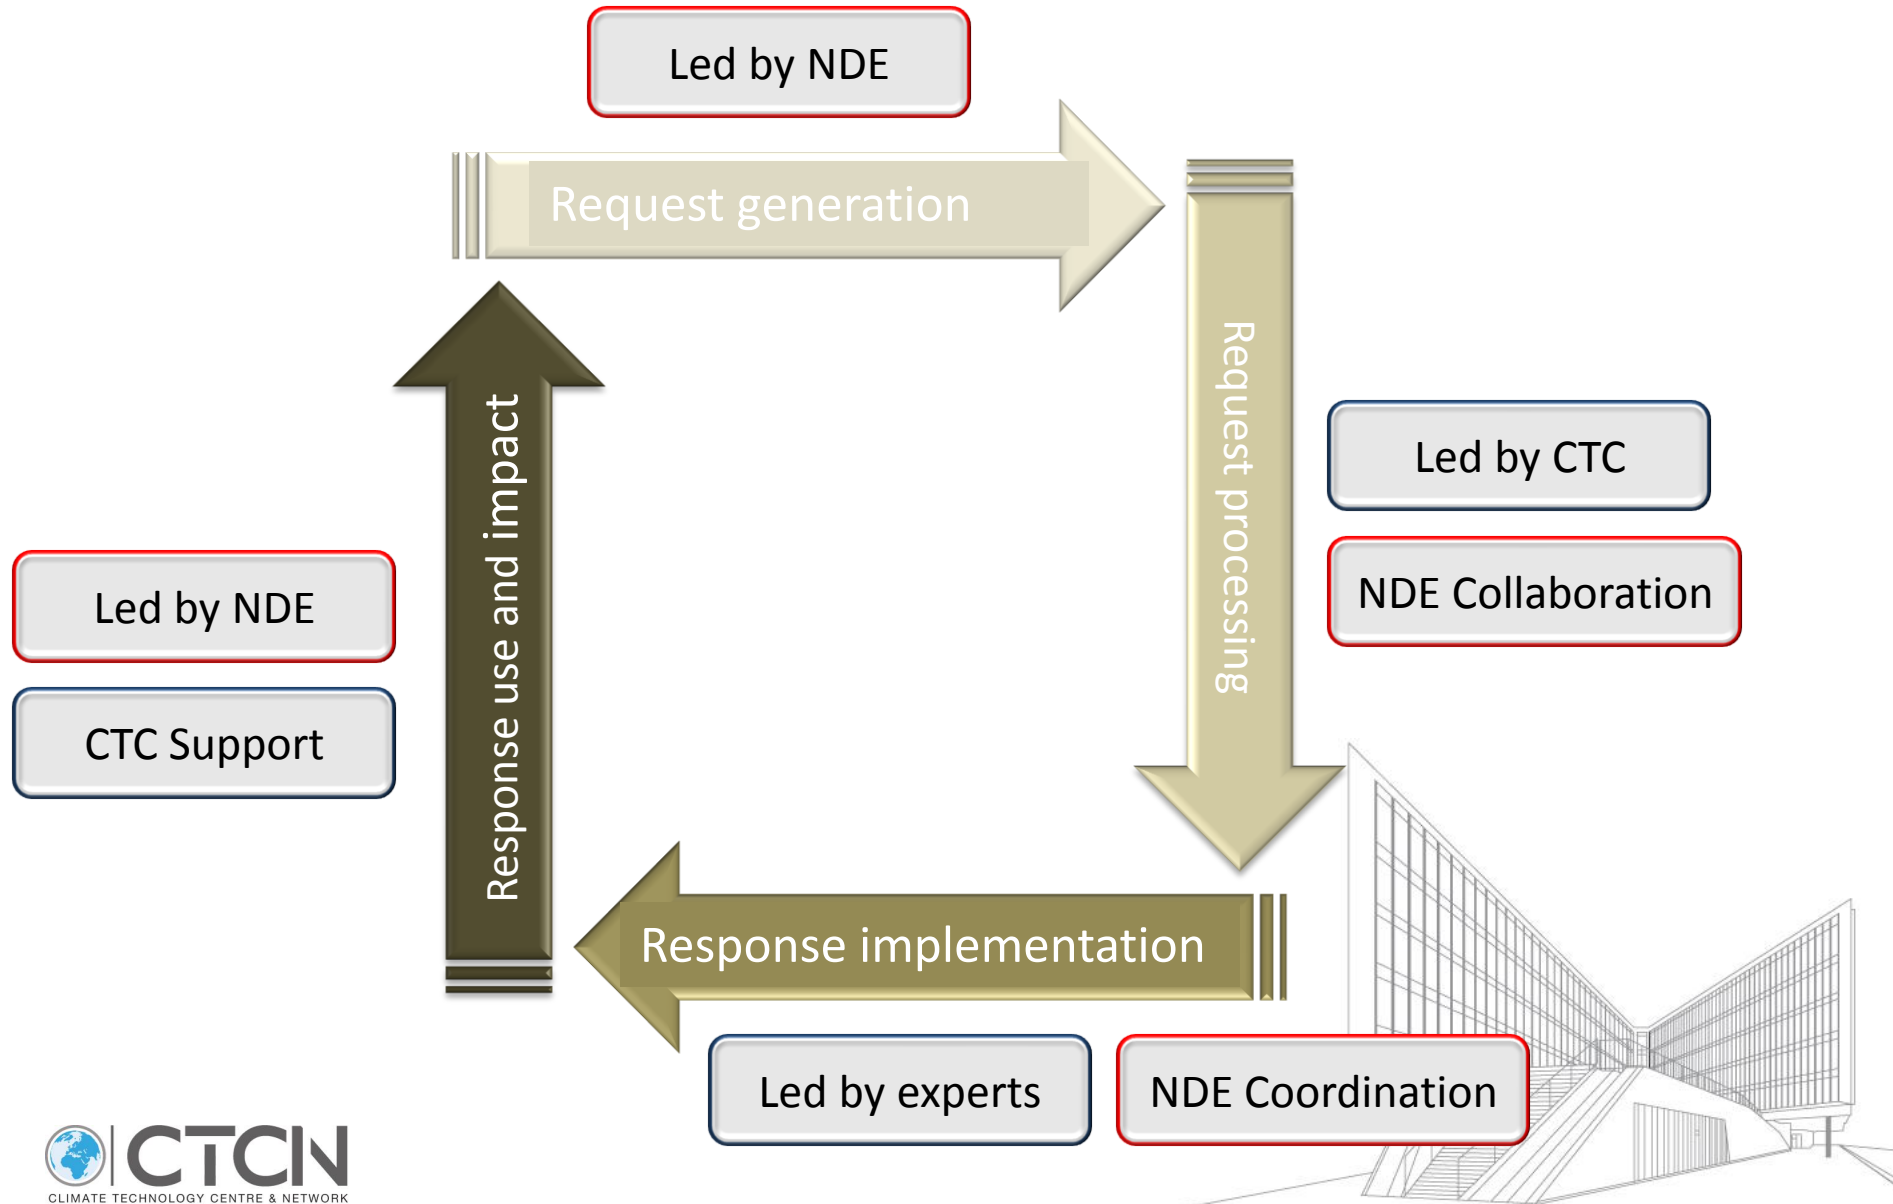 Led by NDE
Request generation
Request processing
Led by CTC
NDE Collaboration
Response use and impact
Led by NDE
CTC Support
Response implementation
Led by experts
NDE Coordination
CTCN
CLIMATE TECHNOLOGY CENTRE & NETWORK